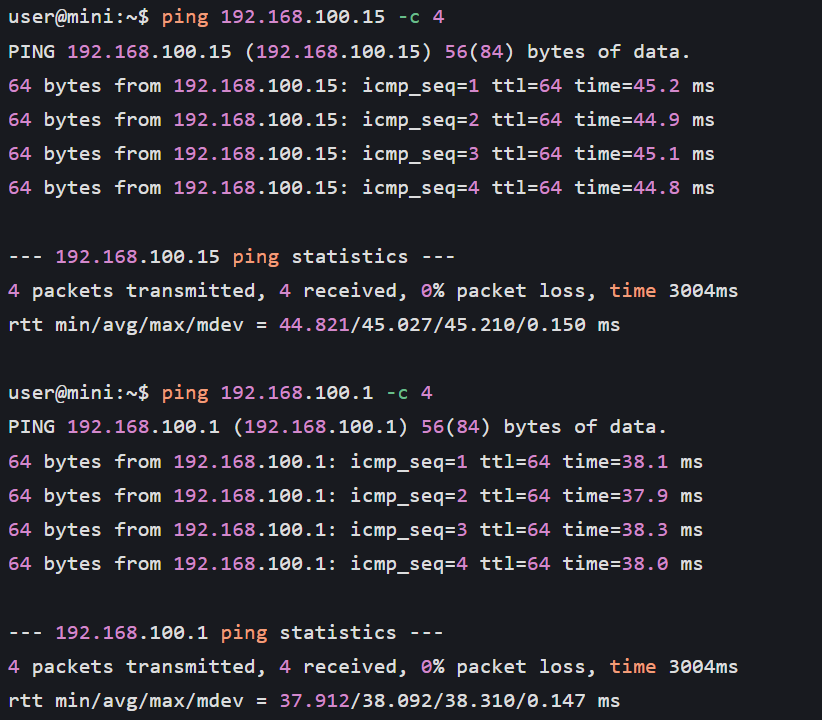 user@mini:~$ ping 192.168.100.15 -c 4
PING 192.168.100.15 (192.168.100.15) 56(84) bytes of data.
64 bytes from 192.168.100.15: icmp_seq=1 ttl=64 time=45.2 ms
64 bytes from 192.168.100.15: icmp_seq=2 ttl=64 time=44.9 ms
64 bytes from 192.168.100.15: icmp_seq=3 ttl=64 time=45.1 ms
64 bytes from 192.168.100.15: icmp_seq=4 ttl=64 time=44.8 ms

--- 192.168.100.15 ping statistics ---
4 packets transmitted, 4 received, 0% packet loss, time 3004ms
rtt min/avg/max/mdev = 44.821/45.027/45.210/0.150 ms

user@mini:~$ ping 192.168.100.1 -c 4
PING 192.168.100.1 (192.168.100.1) 56(84) bytes of data.
64 bytes from 192.168.100.1: icmp_seq=1 ttl=64 time=38.1 ms
64 bytes from 192.168.100.1: icmp_seq=2 ttl=64 time=37.9 ms
64 bytes from 192.168.100.1: icmp_seq=3 ttl=64 time=38.3 ms
64 bytes from 192.168.100.1: icmp_seq=4 ttl=64 time=38.0 ms

--- 192.168.100.1 ping statistics ---
4 packets transmitted, 4 received, 0% packet loss, time 3004ms
rtt min/avg/max/mdev = 37.912/38.092/38.310/0.147 ms